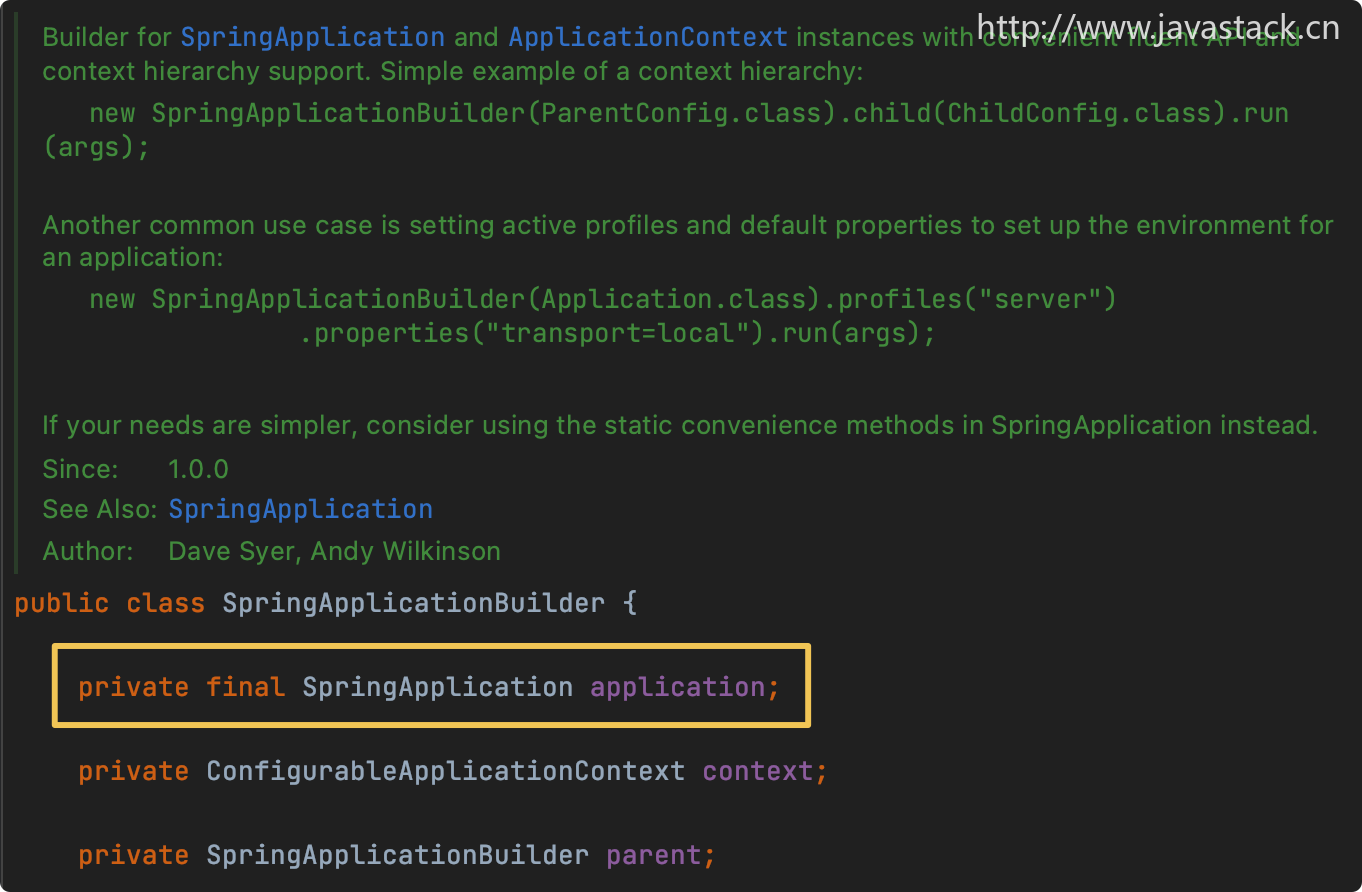 http://www.javastack.cn
Builder for SpringApplication and ApplicationContext instances with convenient fluent API and
context hierarchy support. Simple example of a context hierarchy:
new SpringApplicationBuilder(ParentConfig.class).child(ChildConfig.class).run
(args);
Another common use case is setting active profiles and default properties to set up the environment for
an application:
new SpringApplicationBuilder(Application.class).profiles("server")
.properties("transport=local").run(args);
If your needs are simpler, consider using the static convenience methods in SpringApplication instead.
Since: 1.0.0
See Also: SpringApplication
Author: Dave Syer, Andy Wilkinson
public class SpringApplicationBuilder {
private final SpringApplication application;
private ConfigurableApplicationContext context;
private SpringApplicationBuilder parent;